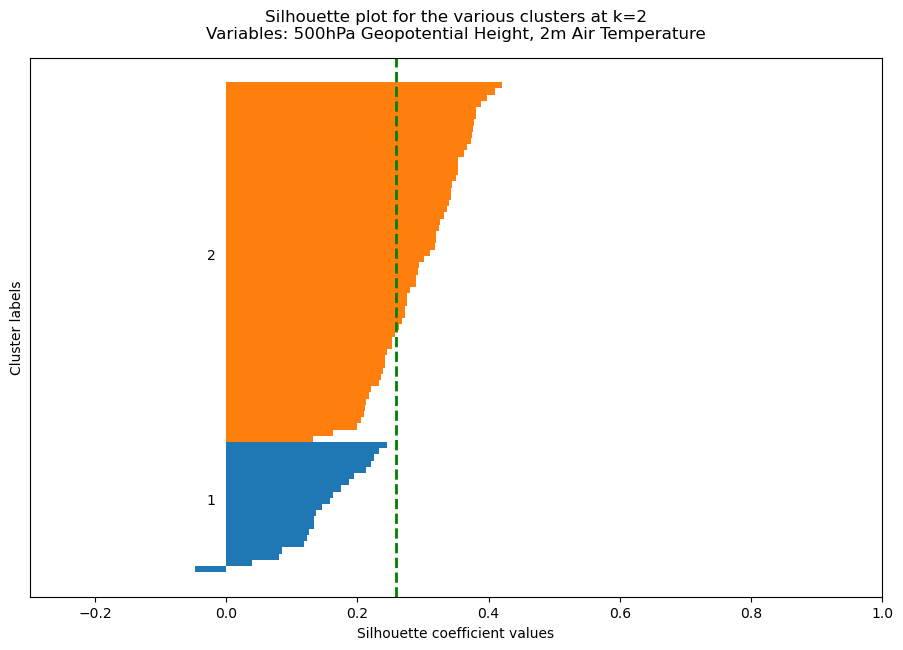 Silhouette plot for the various clusters at k=2
Variables: 500hPa Geopotential Height, 2m Air Temperature
Cluster labels
2
1
−0.2
0.0
0.2
0.4
0.6
0.8
1.0
Silhouette coefficient values